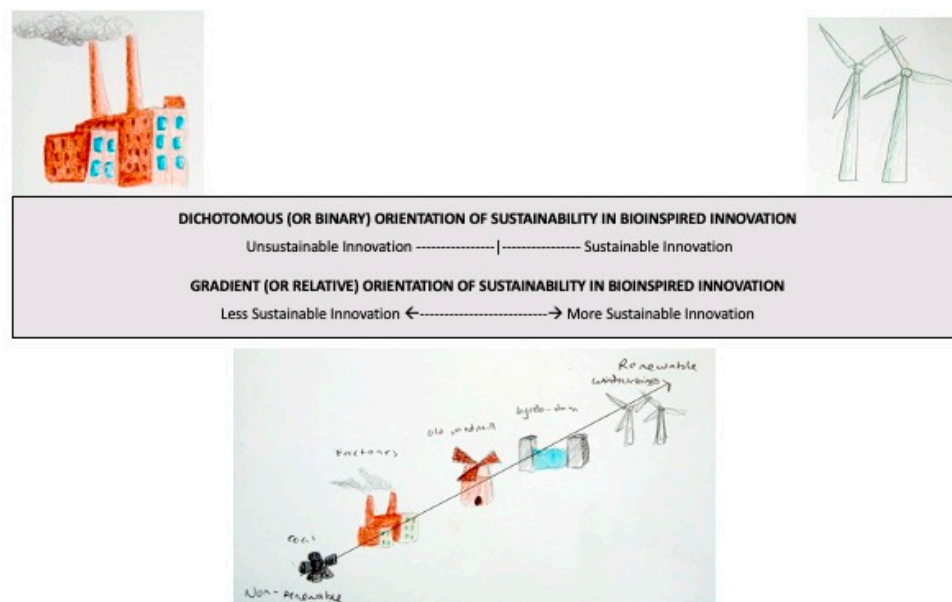 DICHOTOMOUS (OR BINARY) ORIENTATION OF SUSTAINABILITY IN BIOINSPIRED INNOVATION
Unsustainable Innovation ----------------|---------------- Sustainable Innovation
GRADIENT (OR RELATIVE) ORIENTATION OF SUSTAINABILITY IN BIOINSPIRED INNOVATION
Less Sustainable Innovation ←--------------------------→ More Sustainable Innovation
Renewable
windturbines
hydro-dam
old windmill
factories
coal
Non-renewable